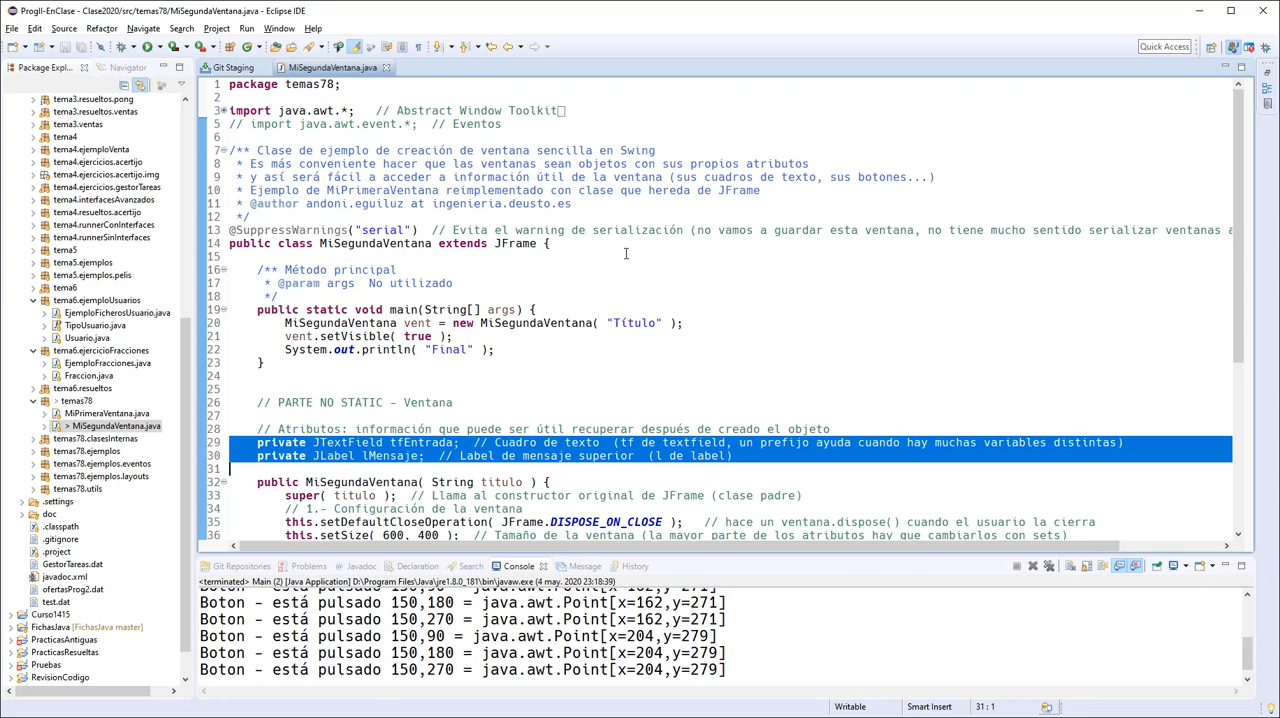 ProgII-EnClase - Clase2020/src/temas78/MiSegundaVentana.java - Eclipse IDE
File Edit Source Refactor Navigate Search Project Run Window Help
Quick Access
Package Expl... Navigator
tema3.resueltos.pong
tema3.resueltos.ventas
tema3.ventas
tema4
tema4.ejemploVenta
tema4.ejercicios.acertijo
tema4.ejercicios.acertijo.img
tema4.ejercicios.gestorTareas
tema4.interfacesAvanzados
tema4.resueltos.acertijo
tema4.runnerConInterfaces
tema4.runnerSinInterfaces
tema5
tema5.ejemplos
tema5.ejemplos.pelis
tema6
tema6.ejemploUsuarios
EjemploFicherosUsuario.java
TipoUsuario.java
Usuario.java
tema6.ejercicioFracciones
EjemploFracciones.java
Fraccion.java
tema6.resueltos
> temas78
MiPrimeraVentana.java
> MiSegundaVentana.java
temas78.clasesInternas
temas78.ejemplos
temas78.ejemplos.eventos
temas78.ejemplos.layouts
temas78.utils
.settings
doc
.classpath
.gitignore
.project
GestorTareas.dat
javadoc.xml
ofertasProg2.dat
test.dat
Curso1415
FichasJava [FichasJava master]
PracticasAntiguas
PracticasResueltas
Pruebas
RevisionCodigo
Git Staging MiSegundaVentana.java
1 package temas78;
2
3 import java.awt.*;   // Abstract Window Toolkit
5 // import java.awt.event.*;  // Eventos
6
7 /** Clase de ejemplo de creación de ventana sencilla en Swing
8  * Es más conveniente hacer que las ventanas sean objetos con sus propios atributos
9  * y así será fácil a acceder a información útil de la ventana (sus cuadros de texto, sus botones...)
10  * Ejemplo de MiPrimeraVentana reimplementado con clase que hereda de JFrame
11  * @author andoni.eguiluz at ingenieria.deusto.es
12  */
13 @SuppressWarnings("serial")  // Evita el warning de serialización (no vamos a guardar esta ventana, no tiene mucho sentido serializar ventanas a
14 public class MiSegundaVentana extends JFrame {
15
16     /** Método principal
17      * @param args  No utilizado
18      */
19     public static void main(String[] args) {
20         MiSegundaVentana vent = new MiSegundaVentana( "Título" );
21         vent.setVisible( true );
22         System.out.println( "Final" );
23     }
24
25
26     // PARTE NO STATIC - Ventana
27
28     // Atributos: información que puede ser útil recuperar después de creado el objeto
29     private JTextField tfEntrada;  // Cuadro de texto  (tf de textfield, un prefijo ayuda cuando hay muchas variables distintas)
30     private JLabel lMensaje;  // Label de mensaje superior  (l de label)
31
32     public MiSegundaVentana( String titulo ) {
33         super( titulo );  // Llama al constructor original de JFrame (clase padre)
34         // 1.- Configuración de la ventana
35         this.setDefaultCloseOperation( JFrame.DISPOSE_ON_CLOSE );   // hace un ventana.dispose() cuando el usuario la cierra
36         this.setSize( 600, 400 );  // Tamaño de la ventana (la mayor parte de los atributos hay que cambiarlos con sets)
Git Repositories Problems Javadoc Declaration Search Console Message History
<terminated> Main (2) [Java Application] D:\Program Files\Java\jre1.8.0_181\bin\javaw.exe (4 may. 2020 23:18:39)
Boton - está pulsado 150,180 = java.awt.Point[x=162,y=271]
Boton - está pulsado 150,270 = java.awt.Point[x=162,y=271]
Boton - está pulsado 150,90 = java.awt.Point[x=204,y=279]
Boton - está pulsado 150,180 = java.awt.Point[x=204,y=279]
Boton - está pulsado 150,270 = java.awt.Point[x=204,y=279]
Writable Smart Insert 31 : 1